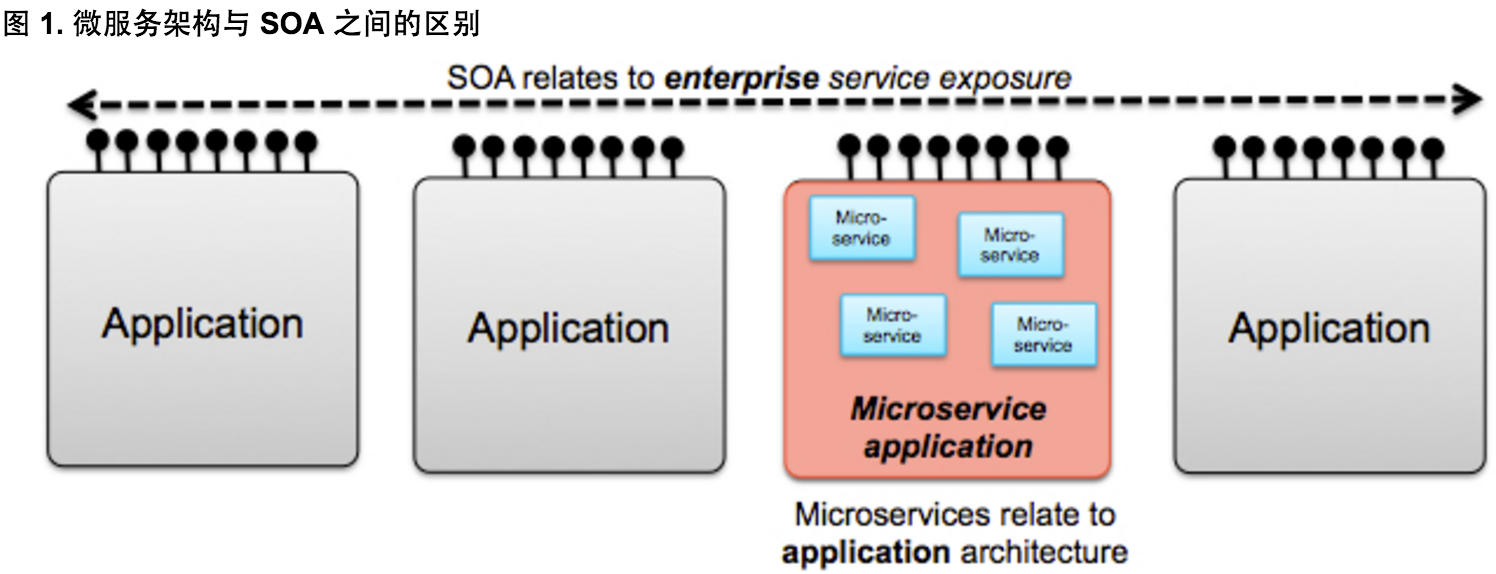 图 1. 微服务架构与 SOA 之间的区别
SOA relates to enterprise service exposure
Application
Application
Micro-
service
Micro-
service
Micro-
service
Micro-
service
Microservice
application
Application
Microservices relate to
application architecture